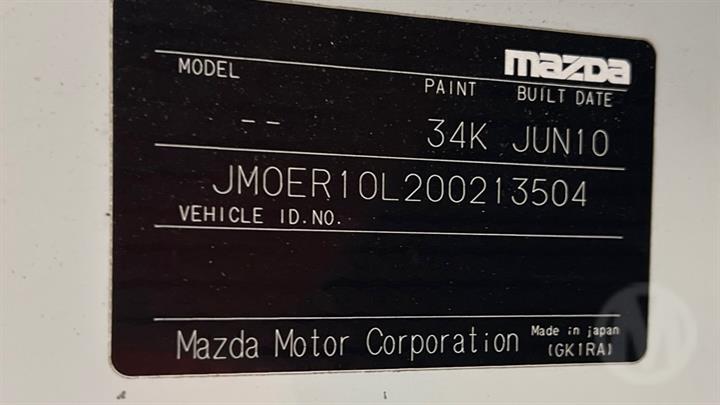 mazda
MODEL PAINT BUILT DATE
-- 34K JUN10
JM0ER10L200213504
VEHICLE ID.NO.
Mazda Motor Corporation Made in japan
(GK1RA)
M